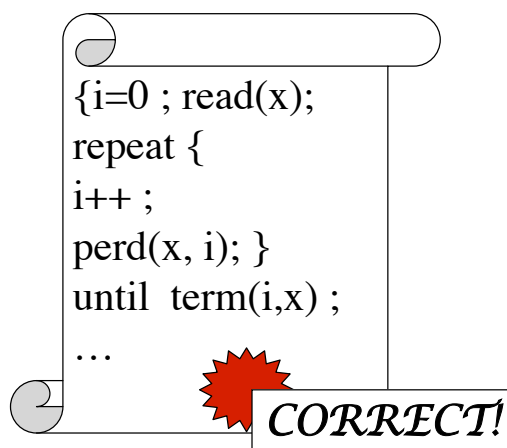 {i=0 ; read(x);
repeat {
i++ ;
perd(x, i); }
until  term(i,x) ;
…
CORRECT!